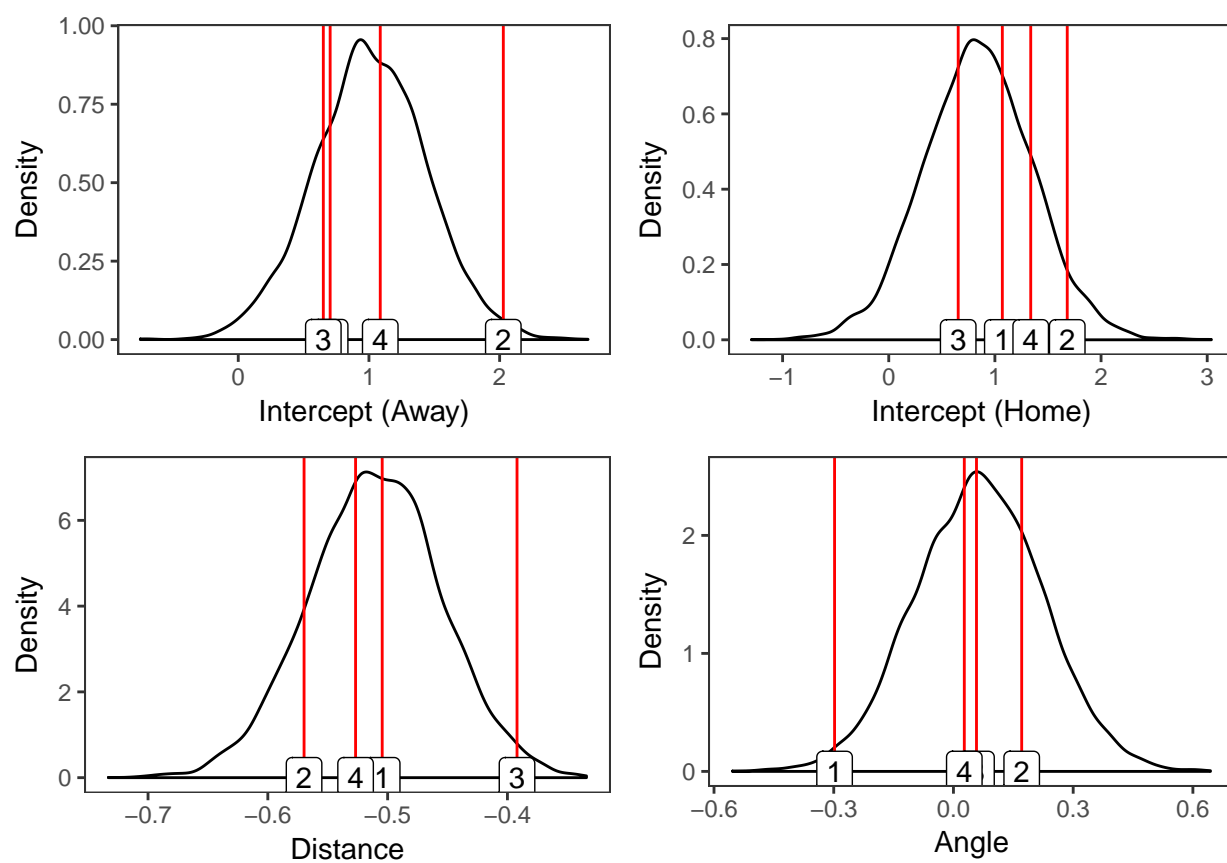 1.00
0.75
0.50
0.25
0.00
Density
3
4
2
0 1 2
Intercept (Away)
0.8
0.6
0.4
0.2
0.0
Density
3 1 4 2
−1 0 1 2 3
Intercept (Home)
6
4
2
0
Density
2 4 1 3
−0.7 −0.6 −0.5 −0.4
Distance
2
1
0
Density
1 4 2
−0.6 −0.3 0.0 0.3 0.6
Angle